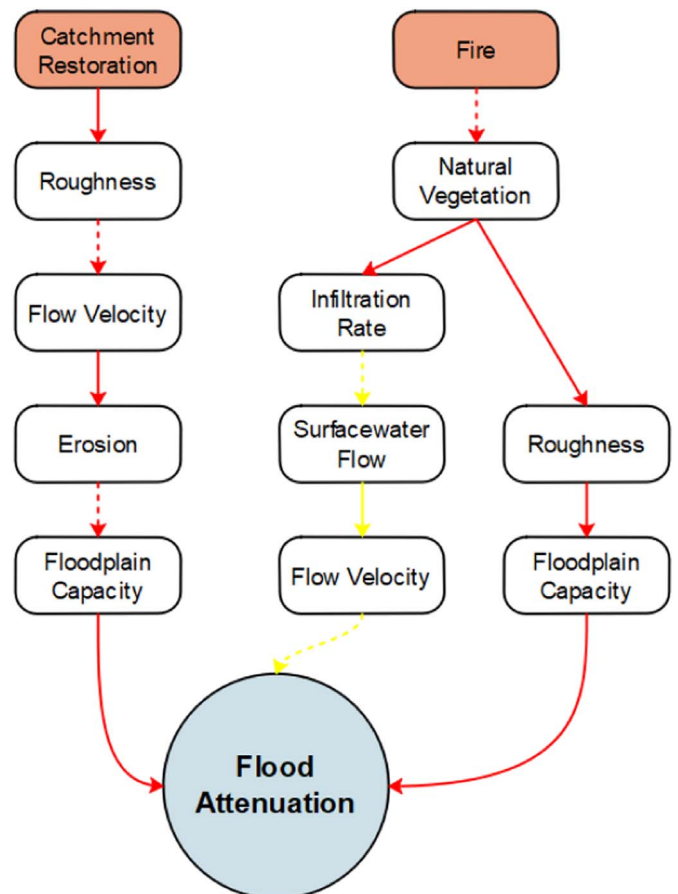 Catchment
Restoration
Fire
Roughness
Natural
Vegetation
Flow Velocity
Infiltration
Rate
Erosion
Surfacewater
Flow
Roughness
Floodplain
Capacity
Flow Velocity
Floodplain
Capacity
Flood
Attenuation